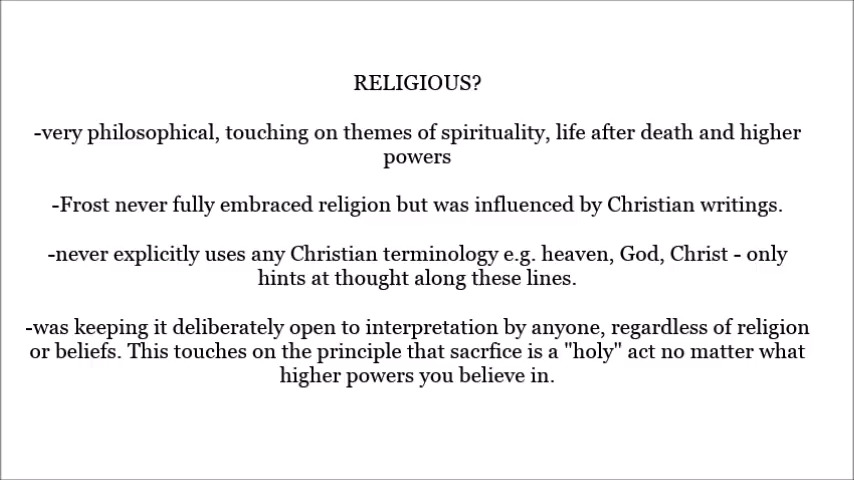 RELIGIOUS?
-very philosophical, touching on themes of spirituality, life after death and higher
powers
-Frost never fully embraced religion but was influenced by Christian writings.
-never explicitly uses any Christian terminology e.g. heaven, God, Christ - only
hints at thought along these lines.
-was keeping it deliberately open to interpretation by anyone, regardless of religion
or beliefs. This touches on the principle that sacrfice is a "holy" act no matter what
higher powers you believe in.